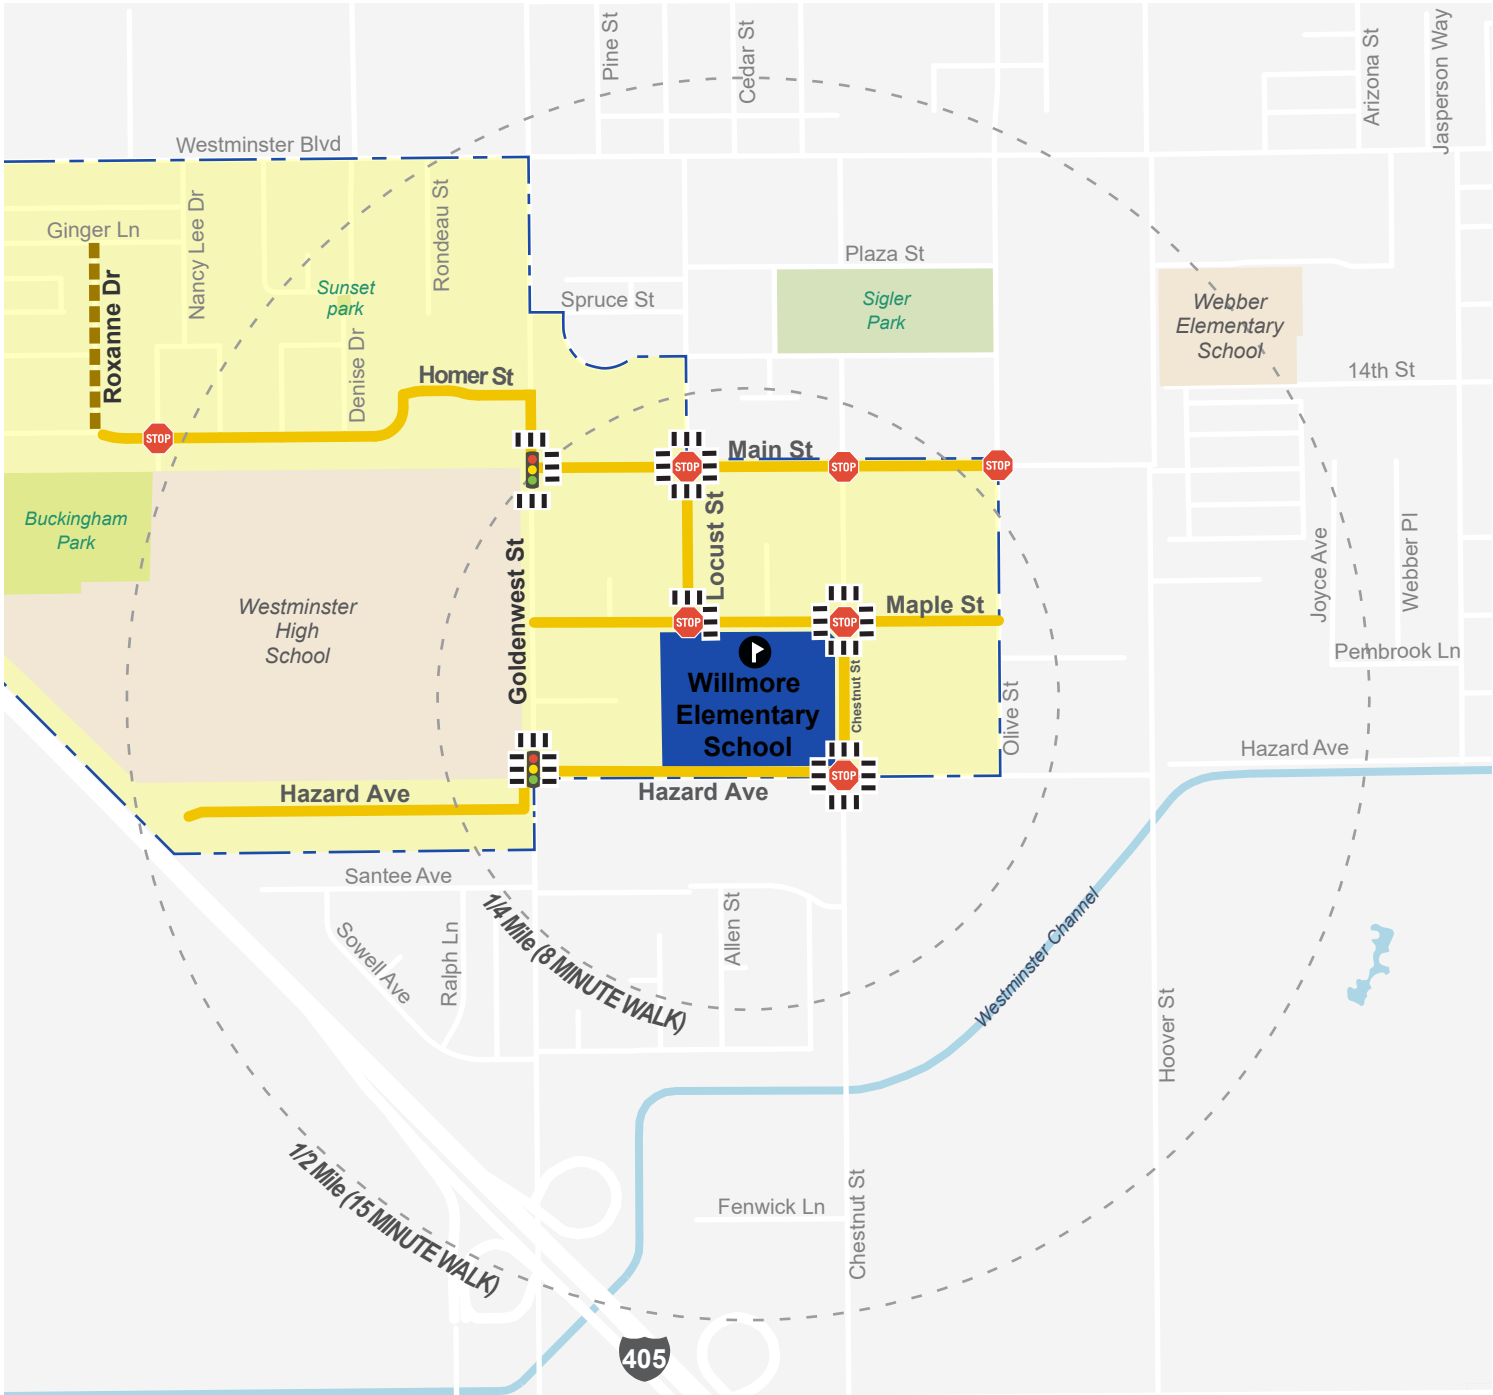 Pine St
Cedar St
Arizona St
Jasperson Way
Westminster Blvd
Ginger Ln
Nancy Lee Dr
Rondeau St
Roxanne Dr
Sunset
park
Denise Dr
Spruce St
Plaza St
Sigler
Park
Webber
Elementary
School
14th St
Homer St
STOP
Main St
STOP
STOP
STOP
Buckingham
Park
Westminster
High
School
Goldenwest St
Locust St
Maple St
STOP
STOP
Joyce Ave
Webber Pl
Pembrook Ln
Willmore
Elementary
School
Chestnut St
Olive St
STOP
Hazard Ave
Hazard Ave
Hazard Ave
Santee Ave
Sowell Ave
Ralph Ln
1/4 Mile (8 MINUTE WALK)
Allen St
Westminster Channel
Hoover St
1/2 Mile (15 MINUTE WALK)
Fenwick Ln
Chestnut St
405